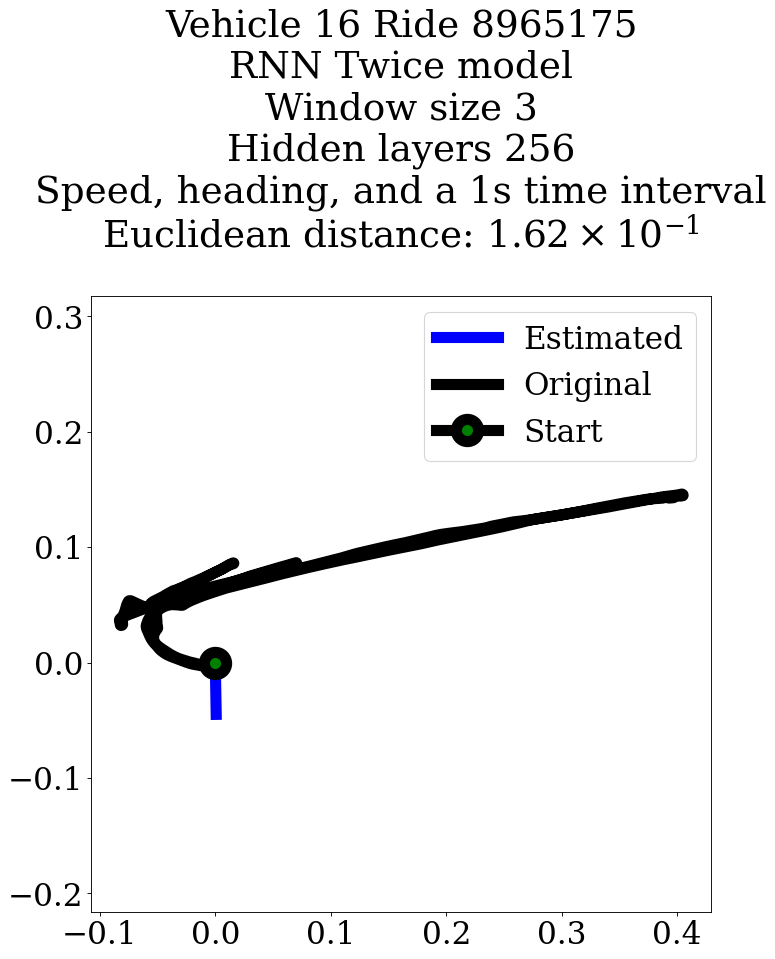 Vehicle 16 Ride 8965175
RNN Twice model
Window size 3
Hidden layers 256
Speed, heading, and a 1s time interval
Euclidean distance: $1.62 \times 10^{-1}$
Estimated
Original
Start
0.3
0.2
0.1
0.0
−0.1
−0.2
−0.1 0.0 0.1 0.2 0.3 0.4